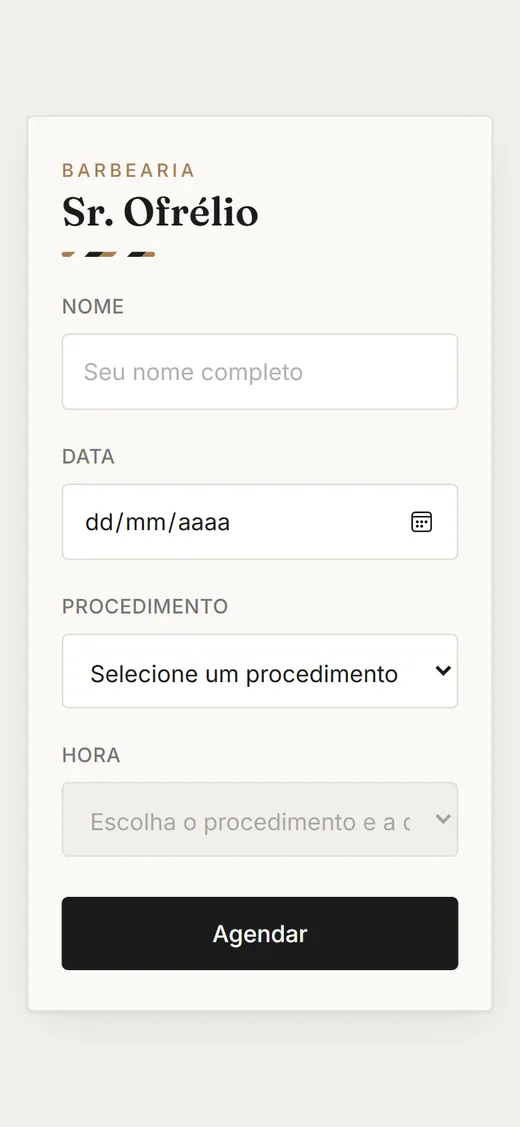 BARBEARIA
Sr. Ofrélio
NOME
Seu nome completo
DATA
dd/mm/aaaa
PROCEDIMENTO
Selecione um procedimento
HORA
Escolha o procedimento e a
Agendar